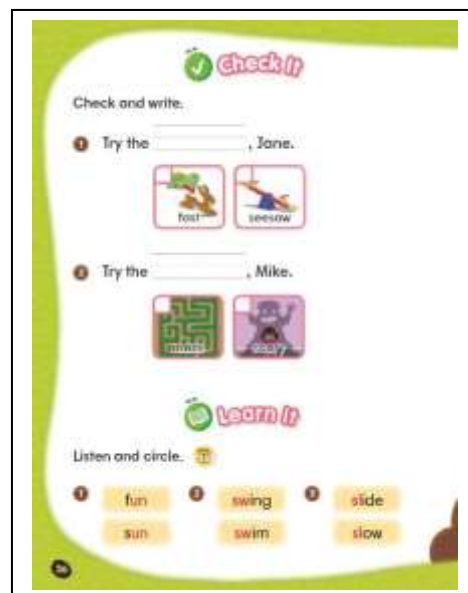 Check It
Check and write.
1 Try the , Jane.
fast seesaw
2 Try the , Mike.
scary
Learn It
Listen and circle.
1 fun 2 swing 3 slide
sun swim slow